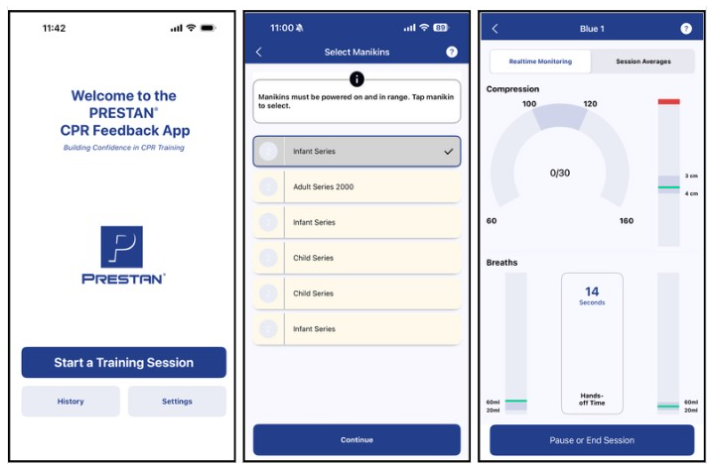 11:42
Welcome to the
PRESTAN®
CPR Feedback App
Building Confidence in CPR Training
P
PRESTAN®
Start a Training Session
History
Settings
11:00
89
Select Manikins
?
i
Manikins must be powered on and in range. Tap manikin
to select.
Infant Series
Adult Series 2000
Infant Series
Child Series
Child Series
Infant Series
Continue
Blue 1
?
Realtime Monitoring
Session Averages
Compression
100
120
0/30
60
160
3 cm
4 cm
Breaths
14
Seconds
Hands-
off Time
60ml
20ml
60ml
20ml
Pause or End Session